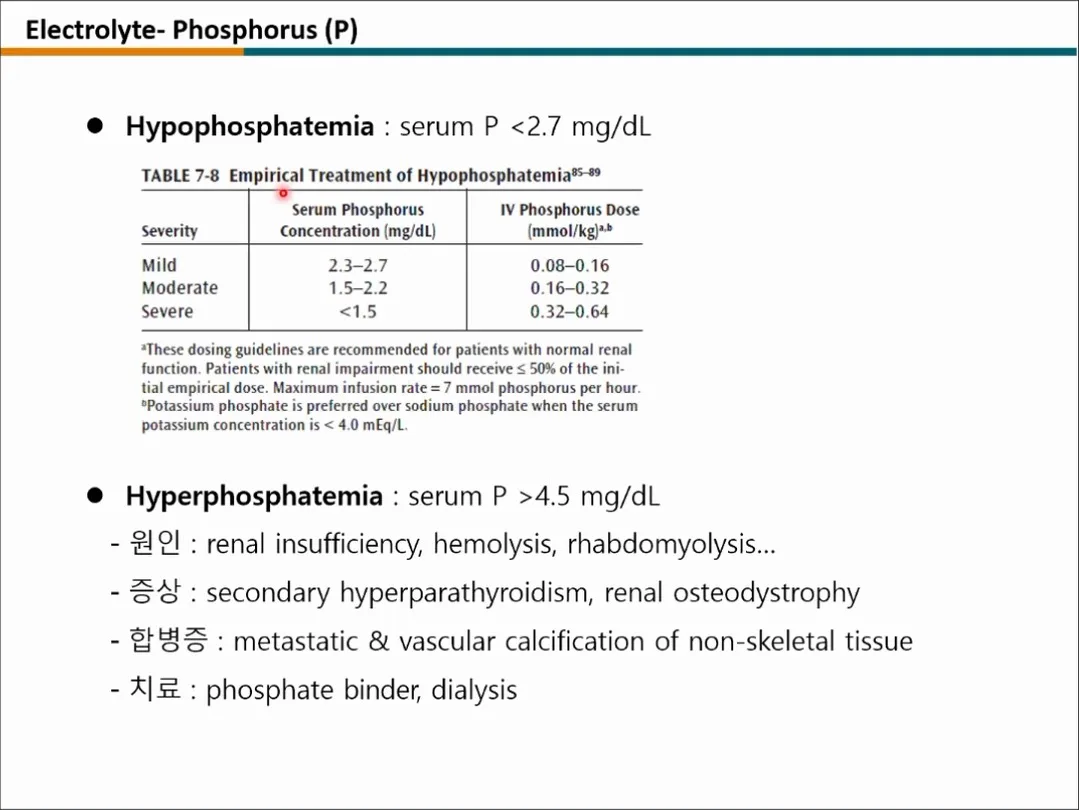 Electrolyte- Phosphorus (P)
● Hypophosphatemia : serum P <2.7 mg/dL
TABLE 7-8 Empirical Treatment of Hypophosphatemia⁸⁵⁻⁸⁹
Serum Phosphorus IV Phosphorus Dose
Severity Concentration (mg/dL) (mmol/kg)ᵃ,ᵇ
Mild 2.3–2.7 0.08–0.16
Moderate 1.5–2.2 0.16–0.32
Severe <1.5 0.32–0.64
ᵃThese dosing guidelines are recommended for patients with normal renal
function. Patients with renal impairment should receive ≤ 50% of the ini-
tial empirical dose. Maximum infusion rate = 7 mmol phosphorus per hour.
ᵇPotassium phosphate is preferred over sodium phosphate when the serum
potassium concentration is < 4.0 mEq/L.
● Hyperphosphatemia : serum P >4.5 mg/dL
- 원인 : renal insufficiency, hemolysis, rhabdomyolysis...
- 증상 : secondary hyperparathyroidism, renal osteodystrophy
- 합병증 : metastatic & vascular calcification of non-skeletal tissue
- 치료 : phosphate binder, dialysis